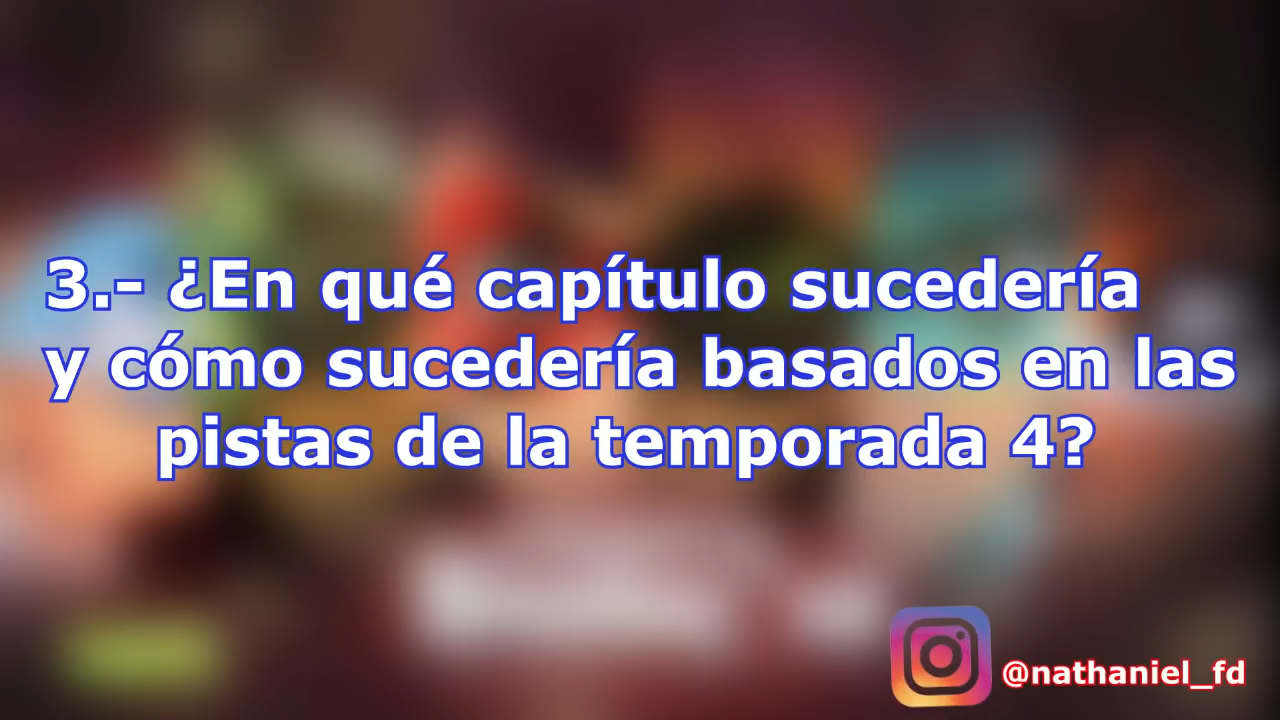 3.- ¿En qué capítulo sucedería
y cómo sucedería basados en las
pistas de la temporada 4?
@nathaniel_fd